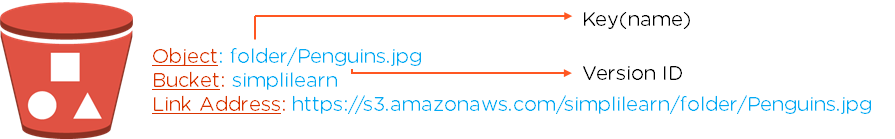 Key(name)
Object: folder/Penguins.jpg
Bucket: simplilearn
Version ID
Link Address: https://s3.amazonaws.com/simplilearn/folder/Penguins.jpg